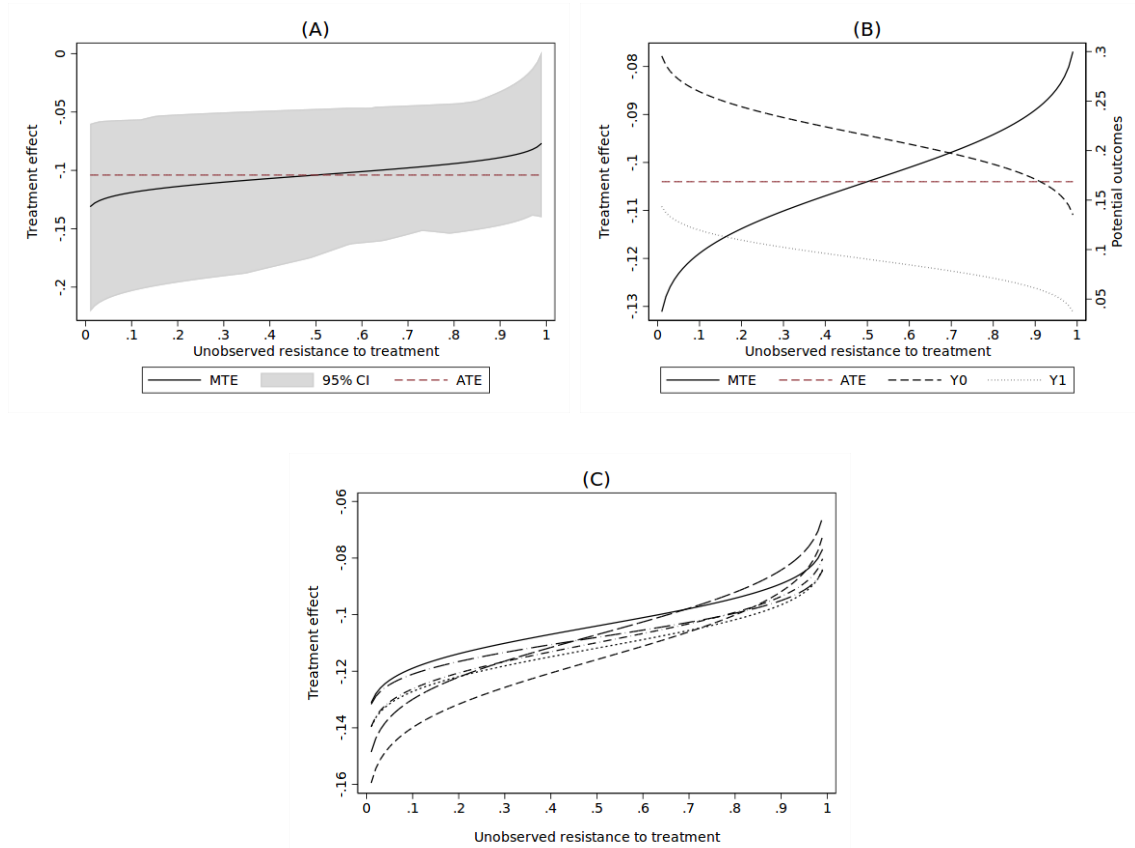 (A)
Treatment effect
0
-.05
-.1
-.15
-.2
0 .1 .2 .3 .4 .5 .6 .7 .8 .9 1
Unobserved resistance to treatment
MTE 95% CI ATE
(B)
Treatment effect
-.08
-.09
-.1
-.11
-.12
-.13
Potential outcomes
.3
.25
.2
.15
.1
.05
0 .1 .2 .3 .4 .5 .6 .7 .8 .9 1
Unobserved resistance to treatment
MTE ATE Y0 Y1
(C)
Treatment effect
-.06
-.08
-.1
-.12
-.14
-.16
0 .1 .2 .3 .4 .5 .6 .7 .8 .9 1
Unobserved resistance to treatment